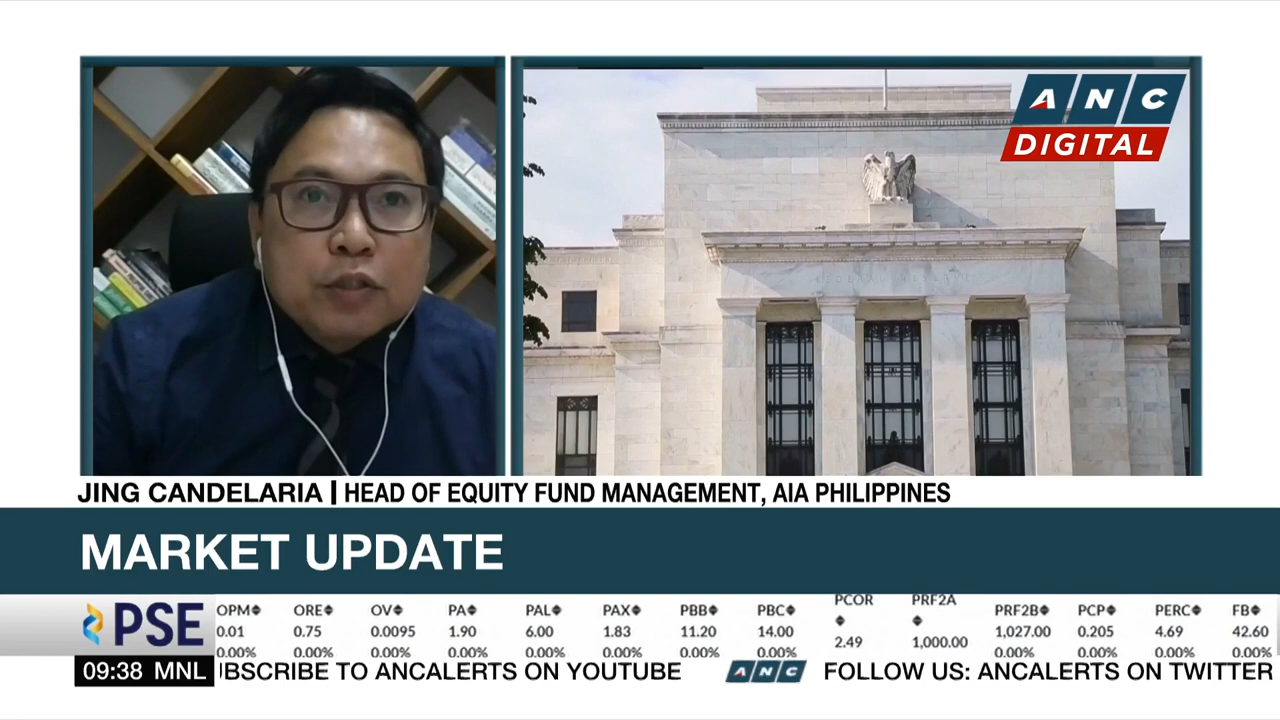 ANC
DIGITAL
JING CANDELARIA | HEAD OF EQUITY FUND MANAGEMENT, AIA PHILIPPINES
MARKET UPDATE
PSE
OPM ORE OV PA PAL PAX PBB PBC PCOR PRF2A PRF2B PCP PERC FB
0.01 0.75 0.0095 1.90 6.00 1.83 11.20 14.00 2.49 1,000.00 1,027.00 0.205 4.69 42.60
0.00% 0.00% 0.00% 0.00% 0.00% 0.00% 0.00% 0.00% 0.00% 0.00% 0.00% 0.00%
09:38 MNL
UBSCRIBE TO ANCALERTS ON YOUTUBE ANC FOLLOW US: ANCALERTS ON TWITTER